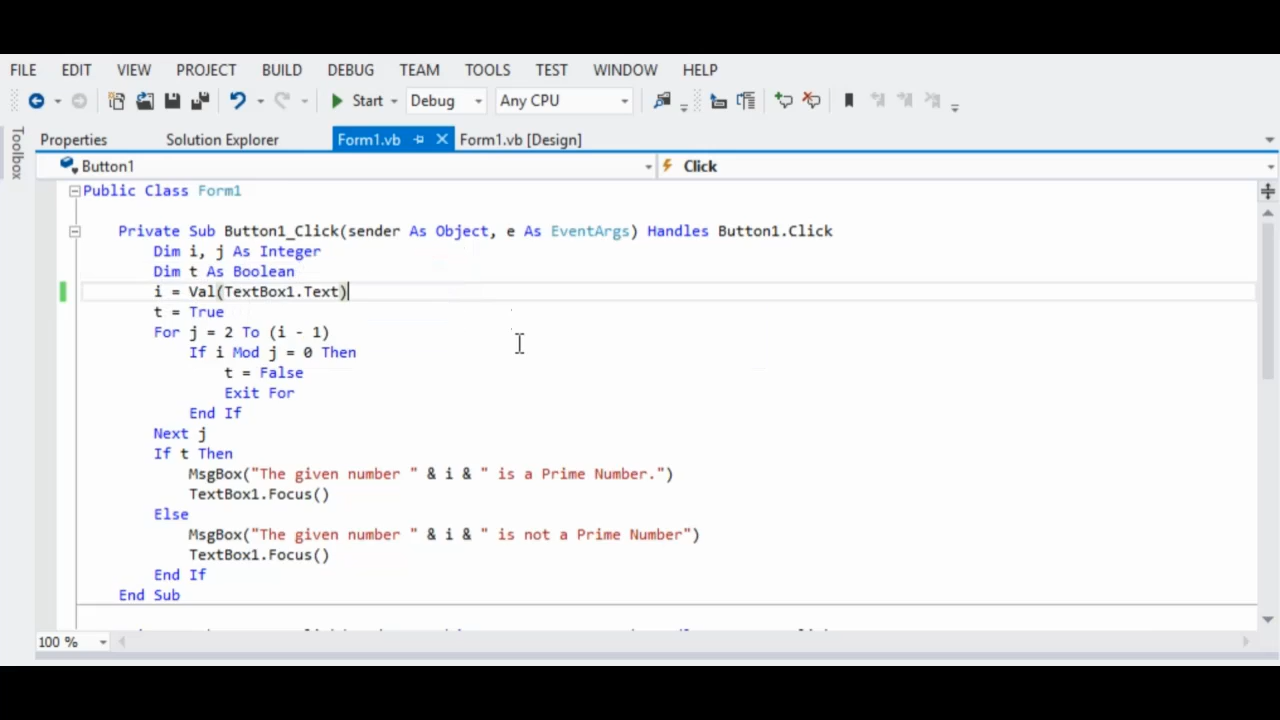 FILE EDIT VIEW PROJECT BUILD DEBUG TEAM TOOLS TEST WINDOW HELP
Start Debug Any CPU
Toolbox
Properties Solution Explorer Form1.vb Form1.vb [Design]
Button1 Click
Public Class Form1
Private Sub Button1_Click(sender As Object, e As EventArgs) Handles Button1.Click
Dim i, j As Integer
Dim t As Boolean
i = Val(TextBox1.Text)
t = True
For j = 2 To (i - 1)
If i Mod j = 0 Then
t = False
Exit For
End If
Next j
If t Then
MsgBox("The given number " & i & " is a Prime Number.")
TextBox1.Focus()
Else
MsgBox("The given number " & i & " is not a Prime Number")
TextBox1.Focus()
End If
End Sub
100 %